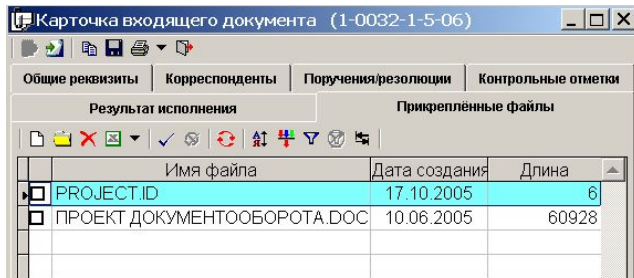 Карточка входящего документа (1-0032-1-5-06)
Общие реквизиты Корреспонденты Поручения/резолюции Контрольные отметки
Результат исполнения Прикреплённые файлы
Имя файла Дата создания Длина
PROJECT.ID 17.10.2005 6
ПРОЕКТ ДОКУМЕНТООБОРОТА.DOC 10.06.2005 60928